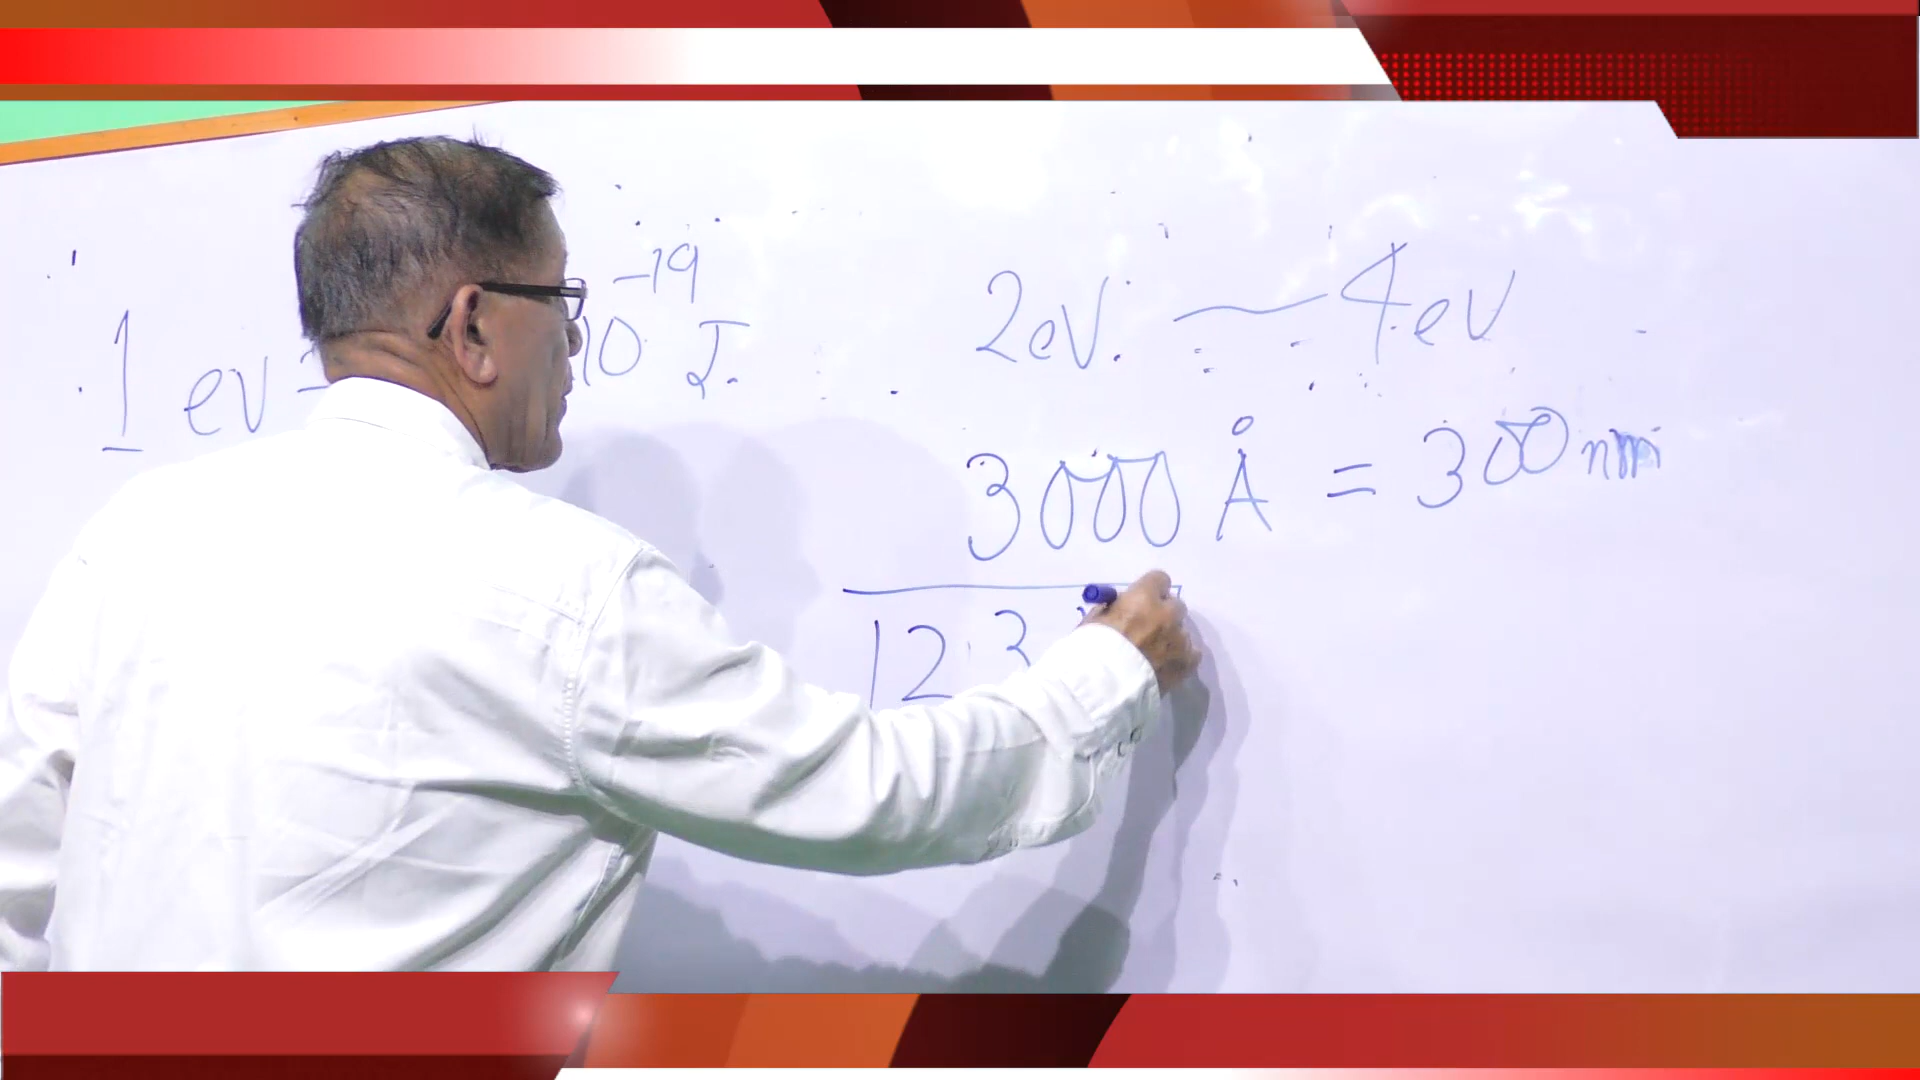 1 ev = 10⁻¹⁹ J.
2eV. — 4eV
3000 Å = 300 nm
12.3